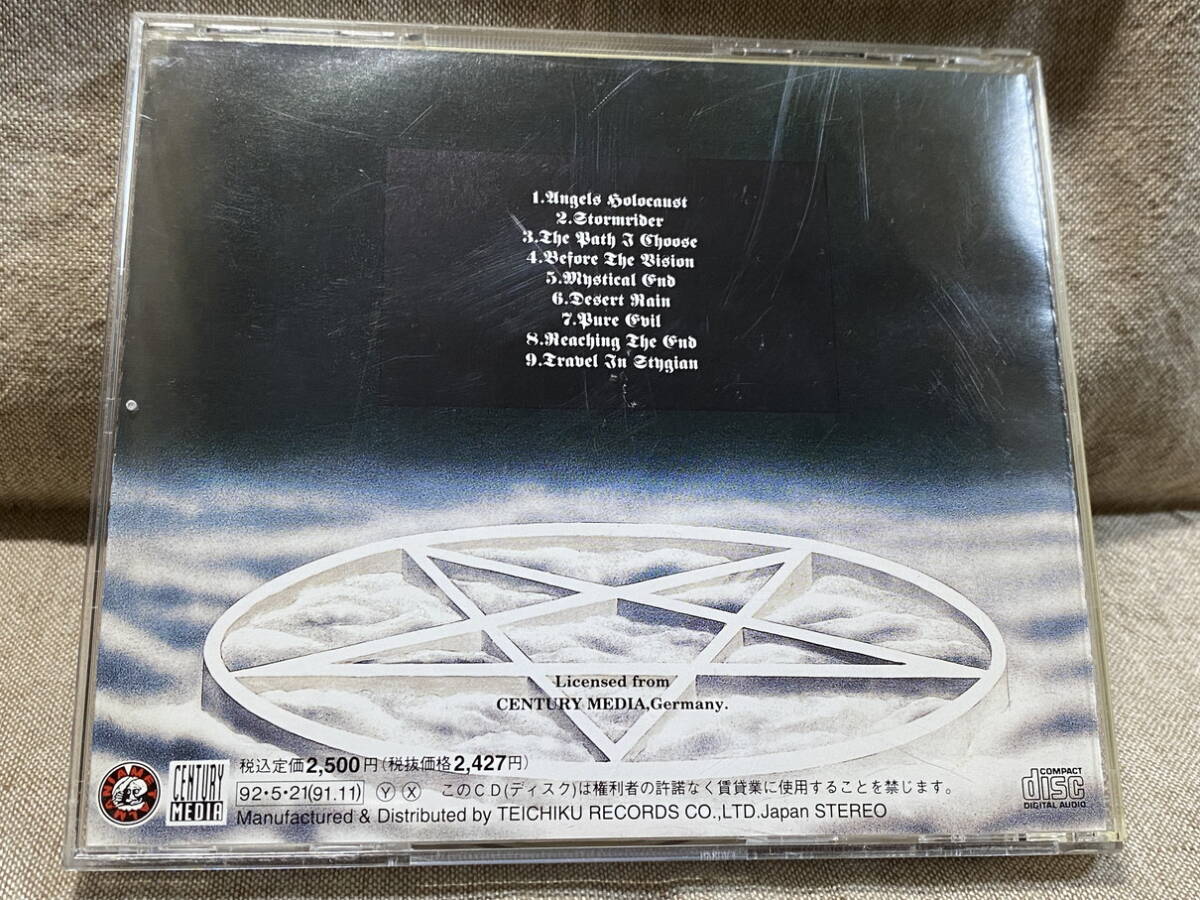 1.Angels Holocaust
2.Stormrider
3.The Path I Choose
4.Before The Vision
5.Mystical End
6.Desert Rain
7.Pure Evil
8.Reaching The End
9.Travel In Stygian
Licensed from
CENTURY MEDIA,Germany.
CENTURY
MEDIA
税込定価2,500円(税抜価格2,427円)
92・5・21(91.11) Ⓨ Ⓧ このCD(ディスク)は権利者の許諾なく賃貸業に使用することを禁じます。
Manufactured & Distributed by TEICHIKU RECORDS CO.,LTD.Japan STEREO
COMPACT
disc
DIGITAL AUDIO